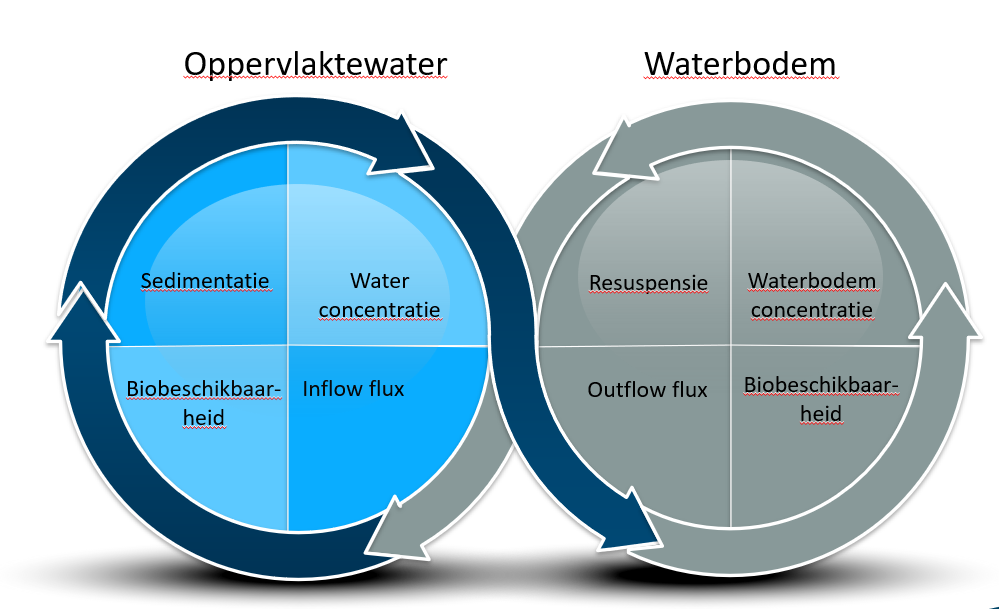 Oppervlaktewater
Waterbodem
Sedimentatie
Water
concentratie
Biobeschikbaar-
heid
Inflow flux
Resuspensie
Waterbodem
concentratie
Outflow flux
Biobeschikbaar-
heid